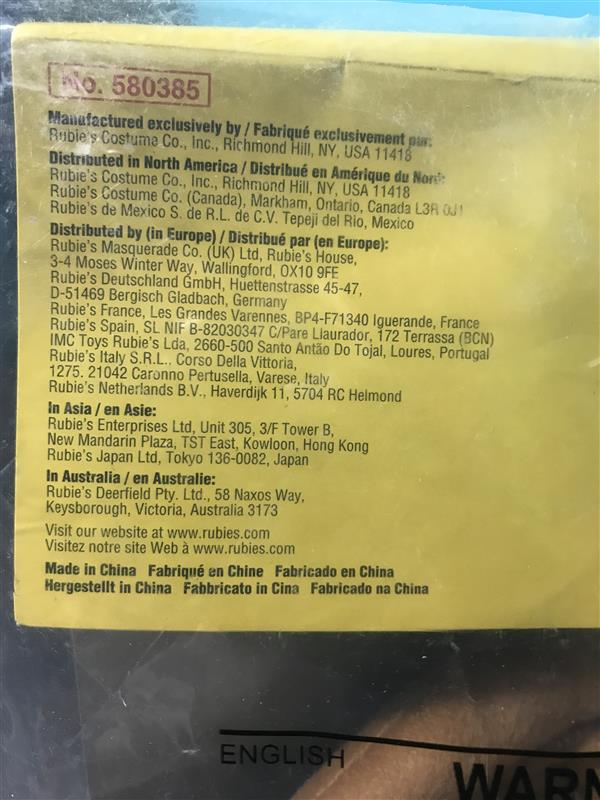 No. 580385
Manufactured exclusively by / Fabriqué exclusivement par:
Rubie's Costume Co., Inc., Richmond Hill, NY, USA 11418
Distributed in North America / Distribué en Amérique du Nord:
Rubie's Costume Co., Inc., Richmond Hill, NY, USA 11418
Rubie's Costume Co. (Canada), Markham, Ontario, Canada L3R 0J1
Rubie's de Mexico S. de R.L. de C.V. Tepeji del Rio, Mexico
Distributed by (in Europe) / Distribué par (en Europe):
Rubie's Masquerade Co. (UK) Ltd, Rubie's House,
3-4 Moses Winter Way, Wallingford, OX10 9FE
Rubie's Deutschland GmbH, Huettenstrasse 45-47,
D-51469 Bergisch Gladbach, Germany
Rubie's France, Les Grandes Varennes, BP4-F71340 Iguerande, France
Rubie's Spain, SL NIF B-82030347 C/Pare Llaurador, 172 Terrassa (BCN)
IMC Toys Rubie's Lda, 2660-500 Santo Antão Do Tojal, Loures, Portugal
Rubie's Italy S.R.L., Corso Della Vittoria,
1275. 21042 Caronno Pertusella, Varese, Italy
Rubie's Netherlands B.V., Haverdijk 11, 5704 RC Helmond
In Asia / en Asie:
Rubie's Enterprises Ltd, Unit 305, 3/F Tower B,
New Mandarin Plaza, TST East, Kowloon, Hong Kong
Rubie's Japan Ltd, Tokyo 136-0082, Japan
In Australia / en Australie:
Rubie's Deerfield Pty. Ltd., 58 Naxos Way,
Keysborough, Victoria, Australia 3173
Visit our website at www.rubies.com
Visitez notre site Web à www.rubies.com
Made in China Fabriqué en Chine Fabricado en China
Hergestellt in China Fabbricato in Cina Fabricado na China
ENGLISH